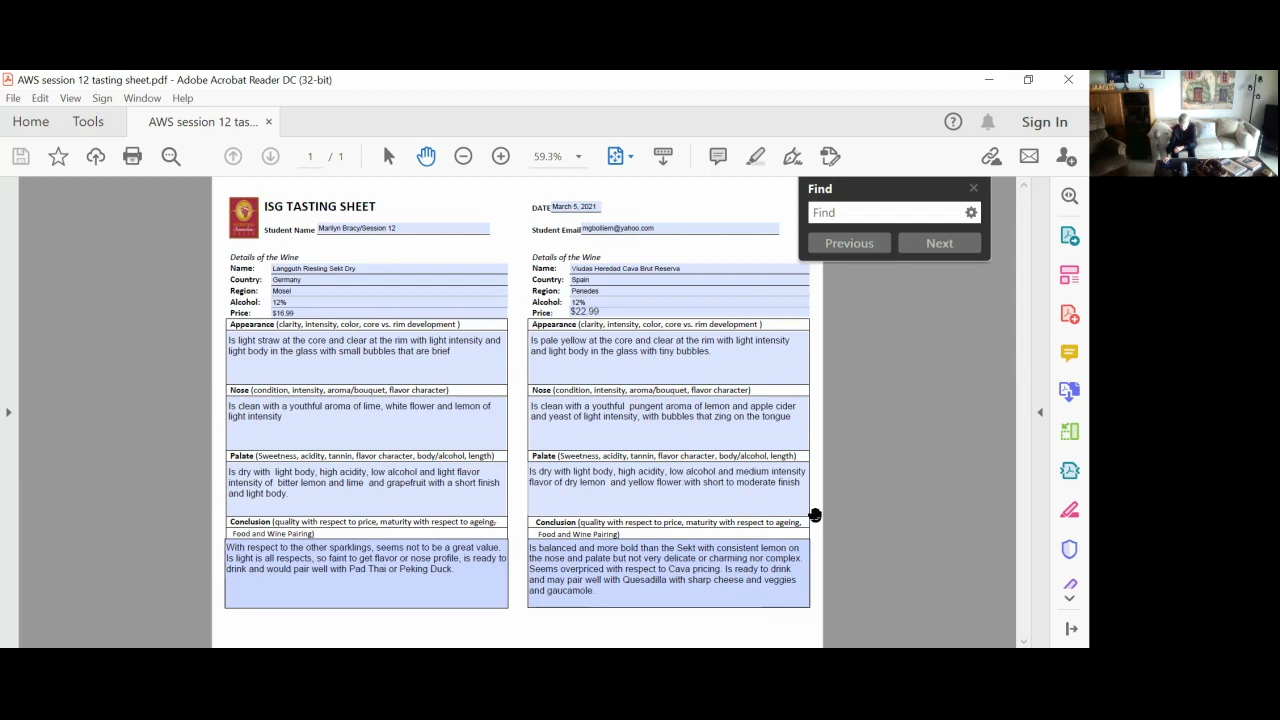 AWS session 12 tasting sheet.pdf - Adobe Acrobat Reader DC (32-bit)
File Edit View Sign Window Help
Home Tools AWS session 12 tas... × Sign In
1 / 1 59.3%
Find
Find
Previous Next
ISG TASTING SHEET
DATE March 5, 2021
Student Name Marilyn Bracy/Session 12
Student Email mgbolliem@yahoo.com
Details of the Wine
Name: Langguth Riesling Sekt Dry
Country: Germany
Region: Mosel
Alcohol: 12%
Price: $16.99
Appearance (clarity, intensity, color, core vs. rim development )
Is light straw at the core and clear at the rim with light intensity and
light body in the glass with small bubbles that are brief
Nose (condition, intensity, aroma/bouquet, flavor character)
Is clean with a youthful aroma of lime, white flower and lemon of
light intensity
Palate (Sweetness, acidity, tannin, flavor character, body/alcohol, length)
Is dry with light body, high acidity, low alcohol and light flavor
intensity of bitter lemon and lime and grapefruit with a short finish
and light body.
Conclusion (quality with respect to price, maturity with respect to ageing,
Food and Wine Pairing)
With respect to the other sparklings, seems not to be a great value.
Is light is all respects, so faint to get flavor or nose profile, is ready to
drink and would pair well with Pad Thai or Peking Duck.
Details of the Wine
Name: Viudas Heredad Cava Brut Reserva
Country: Spain
Region: Penedes
Alcohol: 12%
Price: $22.99
Appearance (clarity, intensity, color, core vs. rim development )
Is pale yellow at the core and clear at the rim with light intensity
and light body in the glass with tiny bubbles.
Nose (condition, intensity, aroma/bouquet, flavor character)
Is clean with a youthful pungent aroma of lemon and apple cider
and yeast of light intensity, with bubbles that zing on the tongue
Palate (Sweetness, acidity, tannin, flavor character, body/alcohol, length)
Is dry with light body, high acidity, low alcohol and medium intensity
flavor of dry lemon and yellow flower.with short to moderate finish
Conclusion (quality with respect to price, maturity with respect to ageing,
Food and Wine Pairing)
Is balanced and more bold than the Sekt with consistent lemon on
the nose and palate but not very delicate or charming nor complex.
Seems overpriced with respect to Cava pricing. Is ready to drink
and may pair well with Quesadilla with sharp cheese and veggies
and gaucamole.